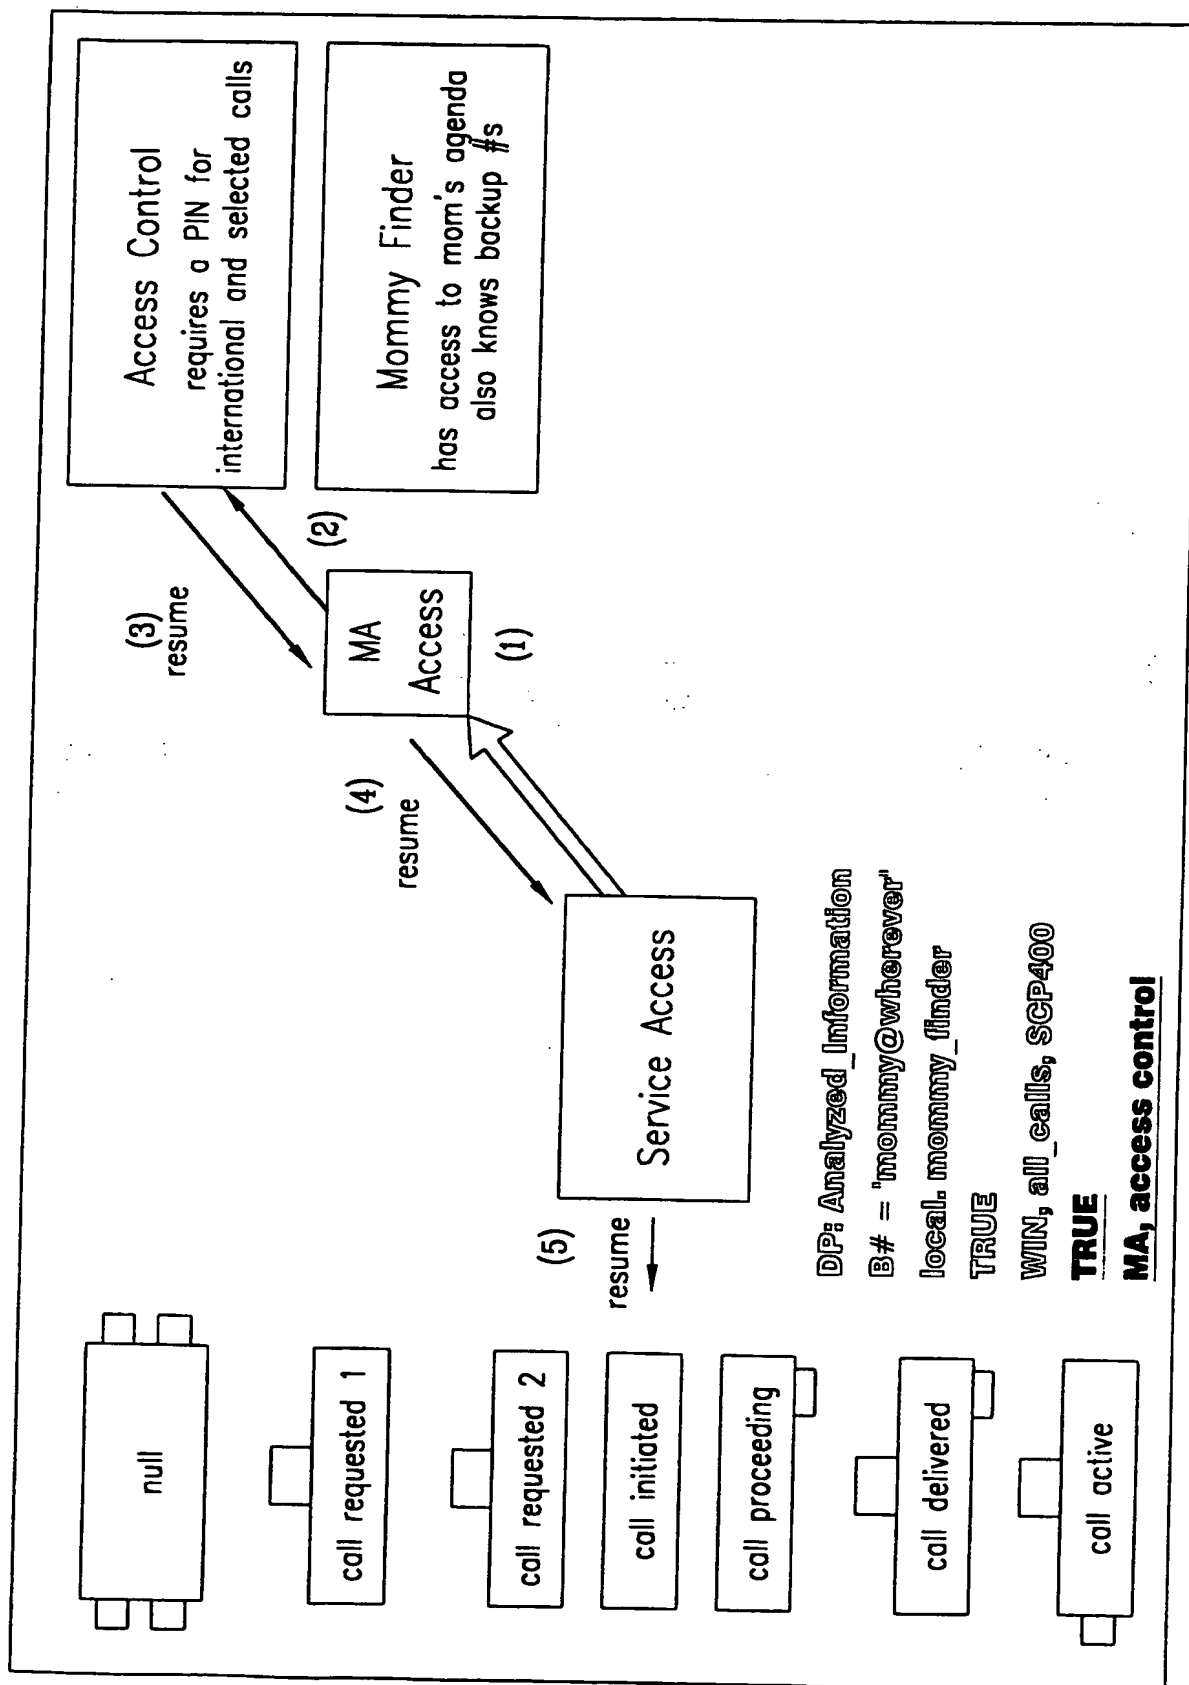 null
call requested 1
call requested 2
call initiated
call proceeding
call delivered
call active
(5)
resume
Service Access
(4)
resume
(1)
MA
Access
(3)
resume
(2)
Access Control
requires a PIN for
international and selected calls
Mommy Finder
has access to mom's agenda
also knows backup #s
DP: Analyzed_Information
B# = "mommy@wherever"
local. mommy_finder
TRUE
WIN, all_calls, SCP400
TRUE
MA, access control